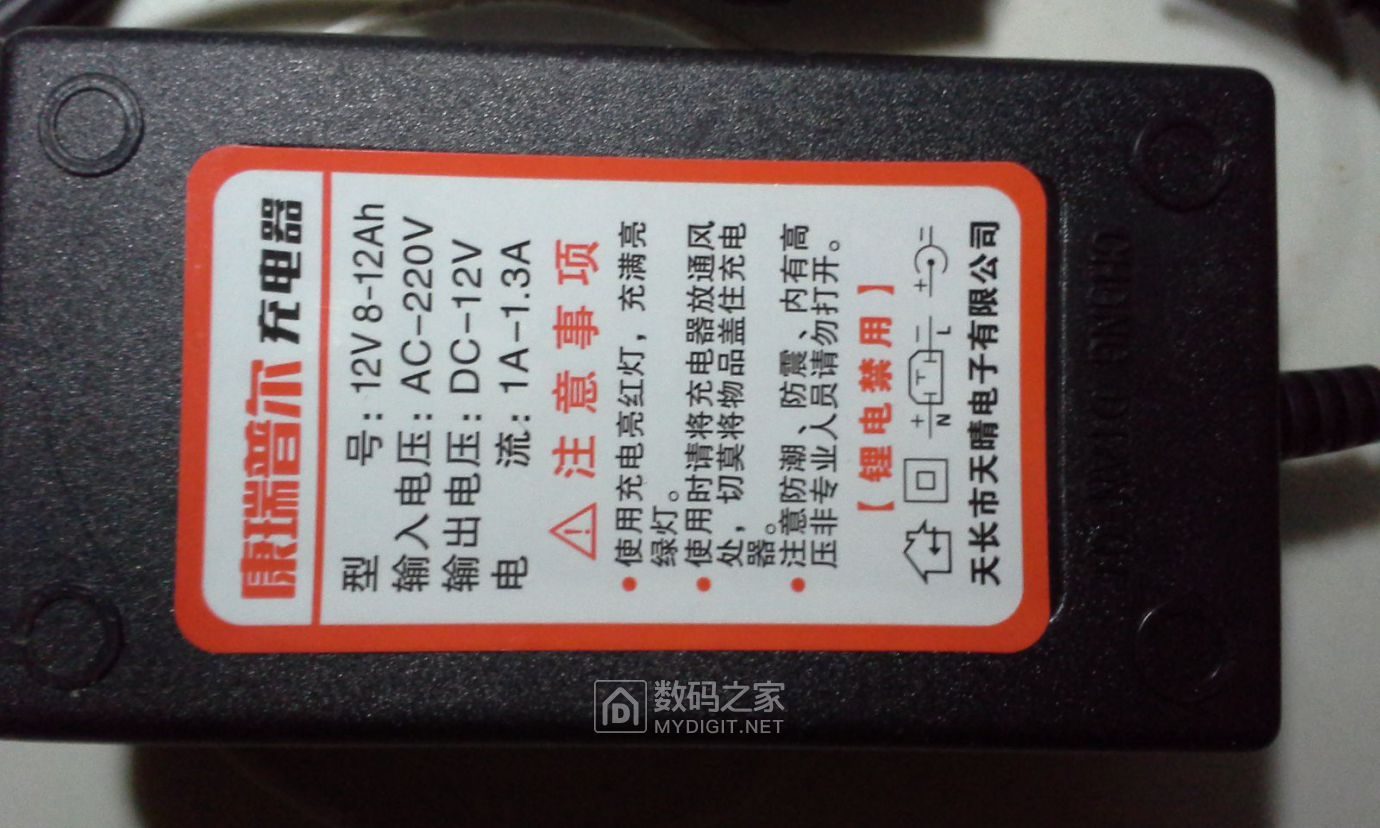 康瑞普尔 充电器
型 号：12V 8-12Ah
输入电压：AC-220V
输出电压：DC-12V
电 流：1A-1.3A
注意事项
• 使用充电亮红灯，充满亮
绿灯。
• 使用时请将充电器放通风
处，切莫将物品盖住充电
器。
• 注意防潮、防震、内有高
压非专业人员请勿打开。
【锂电禁用】
+ T + =
N L
天长市天晴电子有限公司
数码之家
MYDIGIT.NET